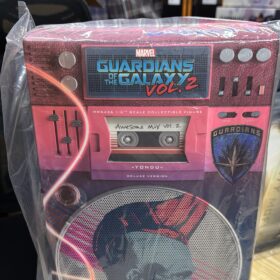 MARVEL
GUARDIANS
OF THE GALAXY
VOL. 2
AWESOME MIX VOL. 2
-YONDU-
DELUXE VERSION
GUARDIANS